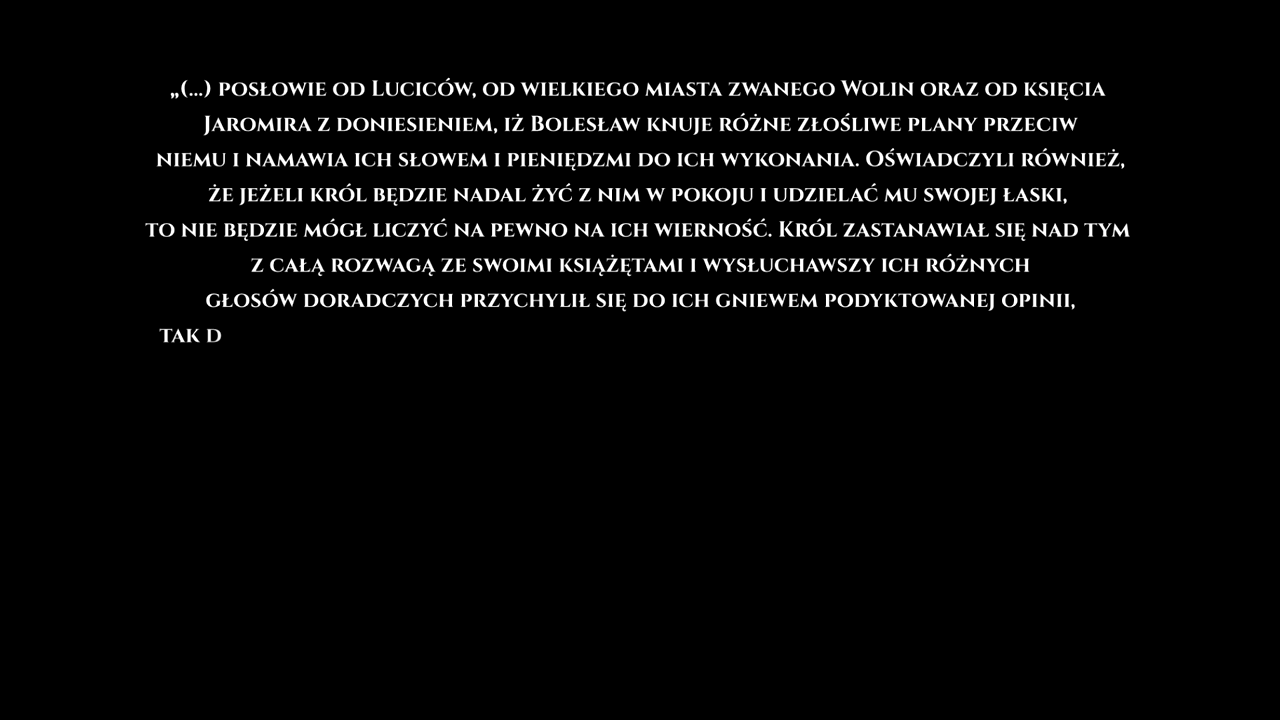 „(...) posłowie od Luciców, od wielkiego miasta zwanego Wolin oraz od księcia
Jaromira z doniesieniem, iż Bolesław knuje różne złośliwe plany przeciw
niemu i namawia ich słowem i pieniędzmi do ich wykonania. Oświadczyli również,
że jeżeli król będzie nadal żyć z nim w pokoju i udzielać mu swojej łaski,
to nie będzie mógł liczyć na pewno na ich wierność. Król zastanawiał się nad tym
z całą rozwagą ze swoimi książętami i wysłuchawszy ich różnych
głosów doradczych przychylił się do ich gniewem podyktowanej opinii,
tak d